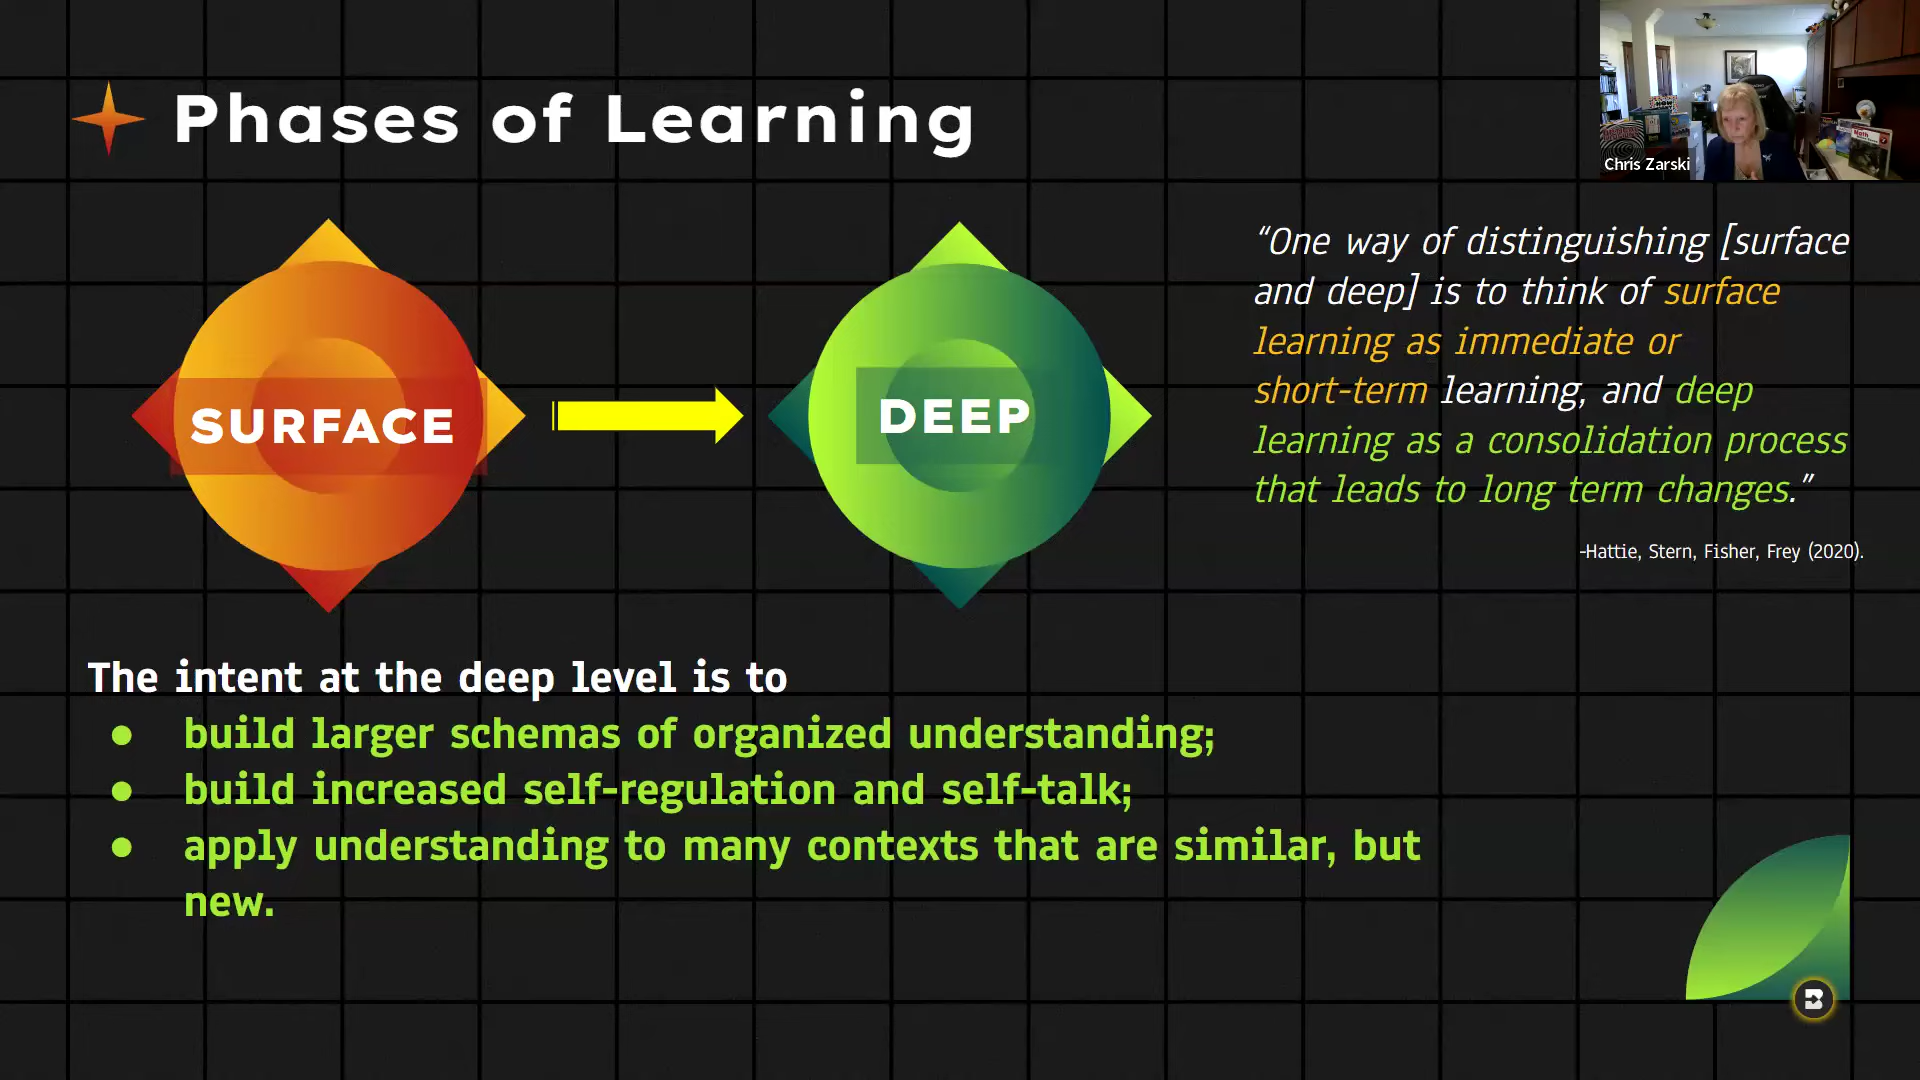 Phases of Learning
Chris Zarski
SURFACE
DEEP
“One way of distinguishing [surface
and deep] is to think of surface
learning as immediate or
short-term learning, and deep
learning as a consolidation process
that leads to long term changes.”
-Hattie, Stern, Fisher, Frey (2020).
The intent at the deep level is to
● build larger schemas of organized understanding;
● build increased self-regulation and self-talk;
● apply understanding to many contexts that are similar, but
new.